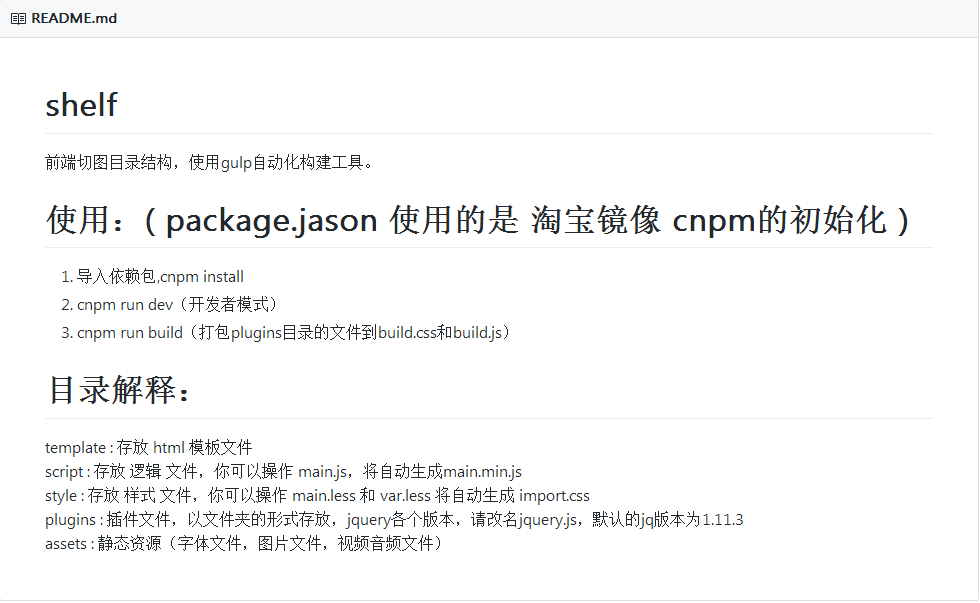 README.md
shelf
前端切图目录结构，使用gulp自动化构建工具。
使用：( package.jason 使用的是 淘宝镜像 cnpm的初始化 )
1. 导入依赖包,cnpm install
2. cnpm run dev（开发者模式）
3. cnpm run build（打包plugins目录的文件到build.css和build.js）
目录解释：
template : 存放 html 模板文件
script : 存放 逻辑 文件，你可以操作 main.js，将自动生成main.min.js
style : 存放 样式 文件，你可以操作 main.less 和 var.less 将自动生成 import.css
plugins : 插件文件，以文件夹的形式存放，jquery各个版本，请改名jquery.js，默认的jq版本为1.11.3
assets : 静态资源（字体文件，图片文件，视频音频文件）